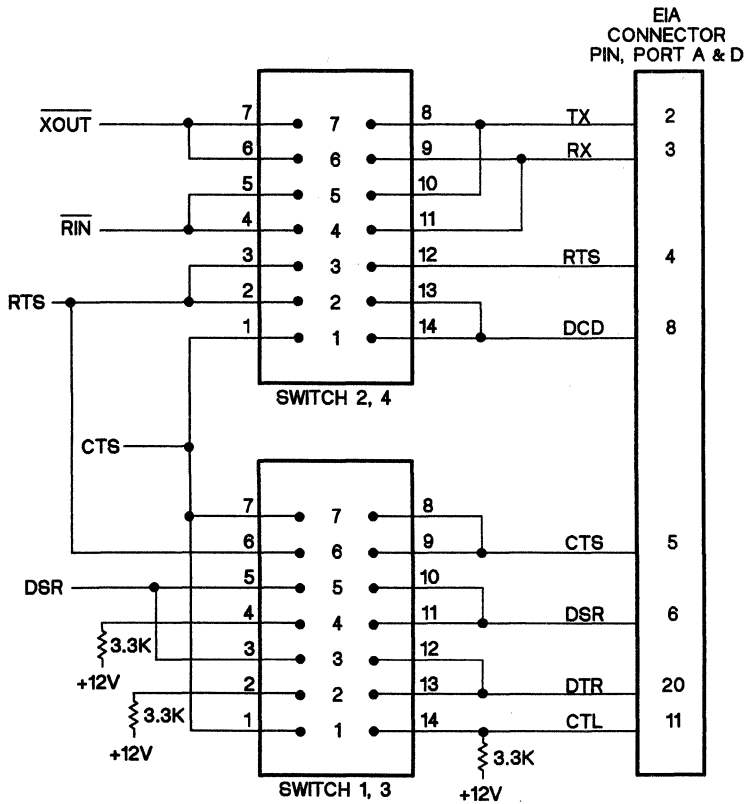 EIA
CONNECTOR
PIN, PORT A & D
XOUT 7 7 8 TX 2
6 6 9 RX 3
5 5 10
RIN 4 4 11
3 3 12 RTS 4
RTS 2 2 13
1 1 14 DCD 8
SWITCH 2, 4
CTS
7 7 8
6 6 9 CTS 5
DSR 5 5 10
4 4 11 DSR 6
3.3K
3 3 12
+12V
2 2 13 DTR 20
3.3K
1 1 14 CTL 11
+12V
3.3K
SWITCH 1, 3
+12V